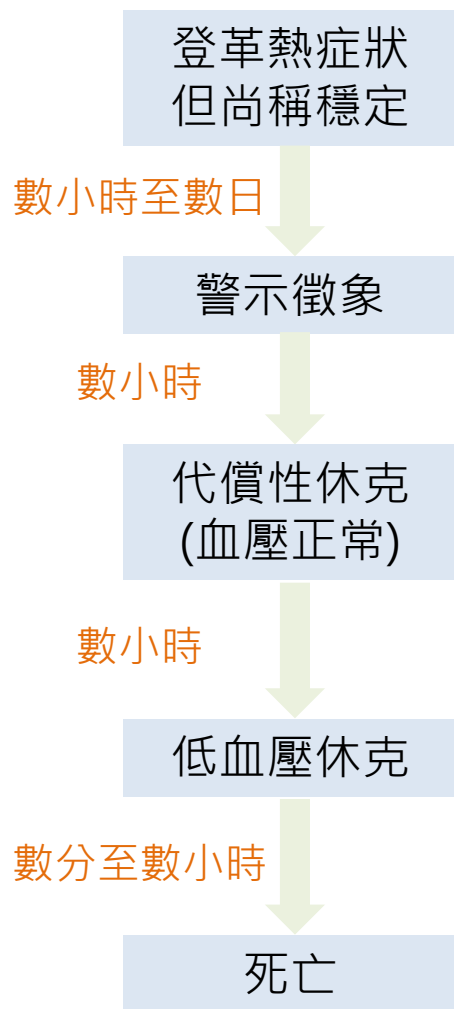 登革熱症狀
但尚稱穩定
數小時至數日
警示徵象
數小時
代償性休克
(血壓正常)
數小時
低血壓休克
數分至數小時
死亡